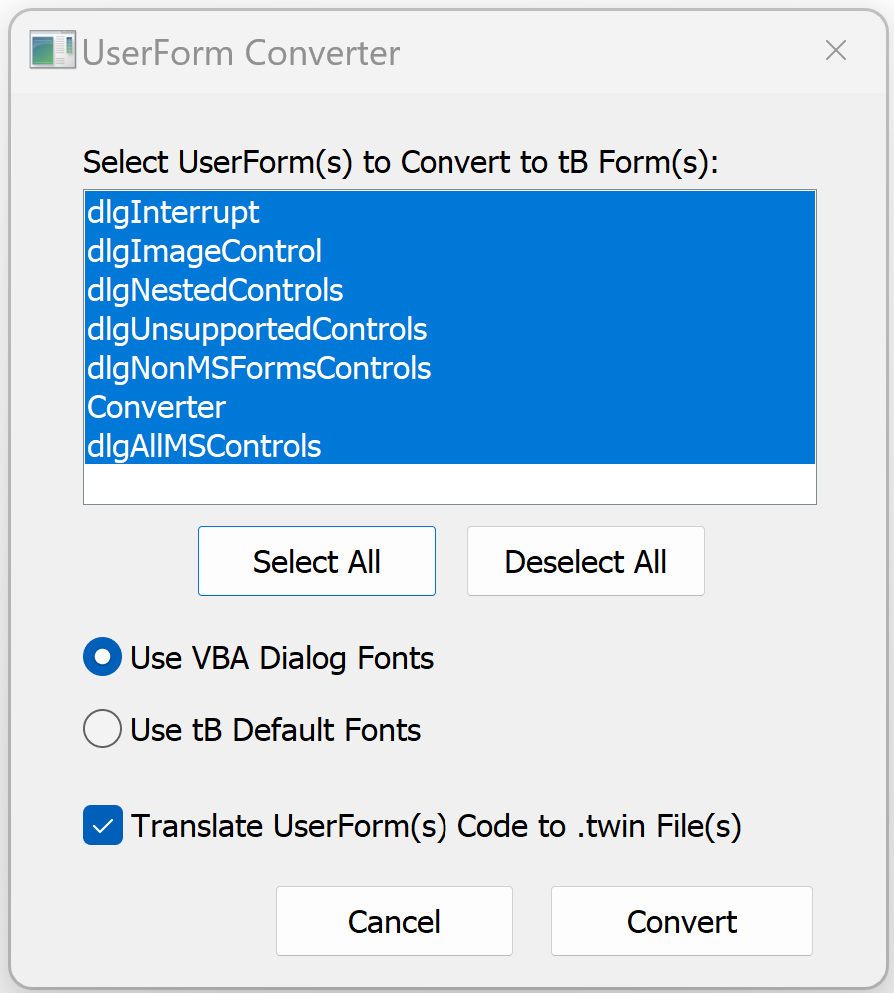 UserForm Converter
Select UserForm(s) to Convert to tB Form(s):
dlgInterrupt
dlgImageControl
dlgNestedControls
dlgUnsupportedControls
dlgNonMSFormsControls
Converter
dlgAllMSControls
Select All
Deselect All
Use VBA Dialog Fonts
Use tB Default Fonts
Translate UserForm(s) Code to .twin File(s)
Cancel
Convert